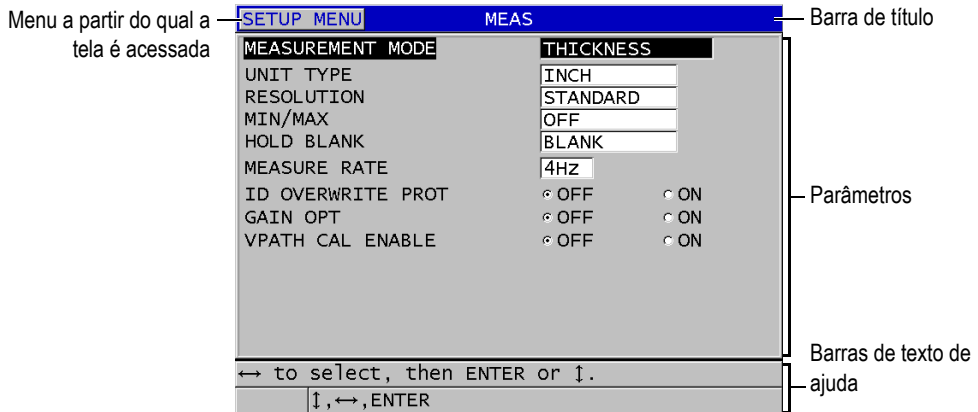 Menu a partir do qual a
tela é acessada
SETUP MENU MEAS
Barra de título
MEASUREMENT MODE THICKNESS
UNIT TYPE INCH
RESOLUTION STANDARD
MIN/MAX OFF
HOLD BLANK BLANK
MEASURE RATE 4Hz
ID OVERWRITE PROT OFF ON
GAIN OPT OFF ON
VPATH CAL ENABLE OFF ON
Parâmetros
↔ to select, then ENTER or ↕.
↕,↔,ENTER
Barras de texto de
ajuda